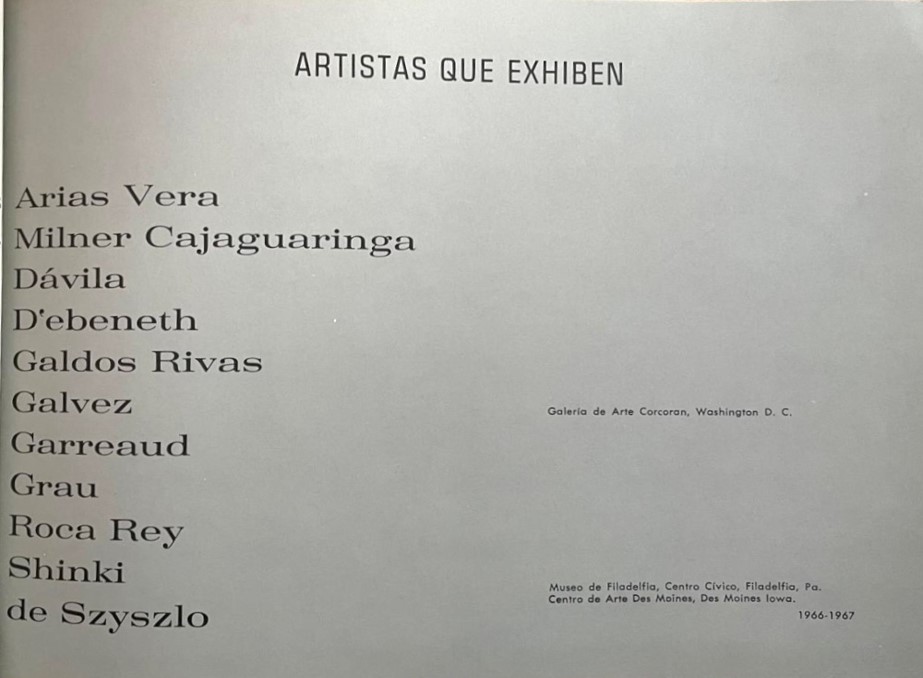 ARTISTAS QUE EXHIBEN
Arias Vera
Milner Cajaguaringa
Dávila
D'ebeneth
Galdos Rivas
Galvez
Garreaud
Grau
Roca Rey
Shinki
de Szyszlo
Galería de Arte Corcoran, Washington D. C.
Museo de Filadelfia, Centro Cívico, Filadelfia, Pa.
Centro de Arte Des Moines, Des Moines Iowa.
1966-1967